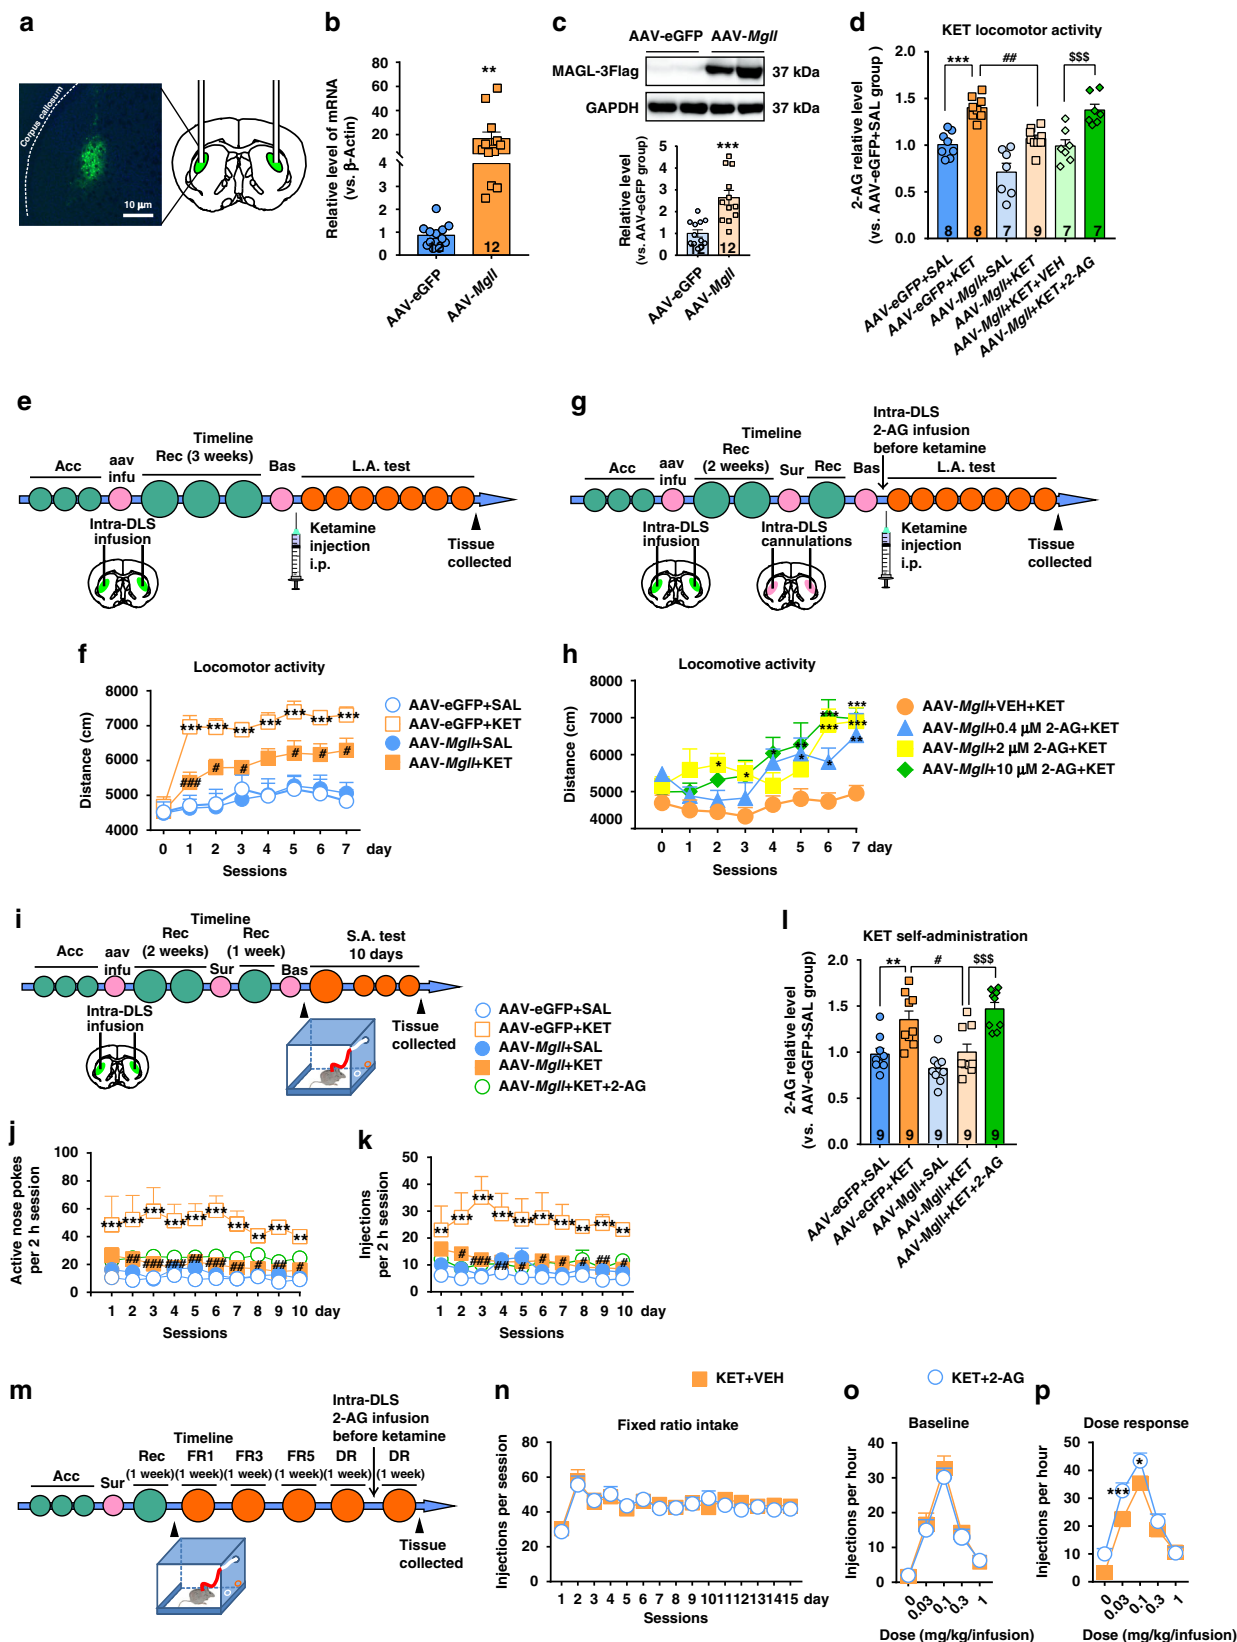 a
Corpus callosum
10 μm
b
Relative level of mRNA
(vs. β-Actin)
80
60
40
20
4
3
2
1
0
**
12
12
AAV-eGFP
AAV-Mgll
c
AAV-eGFP AAV-Mgll
MAGL-3Flag
37 kDa
GAPDH
37 kDa
Relative level
(vs. AAV-eGFP group)
5
4
3
2
1
0
***
12
AAV-eGFP
AAV-Mgll
d
KET locomotor activity
2-AG relative level
(vs. AAV-eGFP+SAL group )
2.0
1.5
1.0
0.5
0.0
*** ## $$$
8 8 7 9 7 7
AAV-eGFP+SAL
AAV-eGFP+KET
AAV-Mgll+SAL
AAV-Mgll+KET
AAV-Mgll+KET+VEH
AAV-Mgll+KET+2-AG
e
Timeline
Acc
aav
infu
Rec (3 weeks)
Bas
L.A. test
Intra-DLS
infusion
Ketamine
injection
i.p.
Tissue
collected
g
Intra-DLS
2-AG infusion
before ketamine
Timeline
Acc
aav
infu
Rec
(2 weeks)
Sur
Rec
Bas
L.A. test
Intra-DLS
infusion
Intra-DLS
cannulations
Ketamine
injection
i.p.
Tissue
collected
f
Locomotor activity
Distance (cm)
8000
7000
6000
5000
4000
*** *** *** *** *** *** ***
### # # # # #
0 1 2 3 4 5 6 7 day
Sessions
AAV-eGFP+SAL
AAV-eGFP+KET
AAV-Mgll+SAL
AAV-Mgll+KET
h
Locomotive activity
Distance (cm)
8000
7000
6000
5000
4000
0 1 2 3 4 5 6 7 day
Sessions
AAV-Mgll+VEH+KET
AAV-Mgll+0.4 μM 2-AG+KET
AAV-Mgll+2 μM 2-AG+KET
AAV-Mgll+10 μM 2-AG+KET
i
Timeline
Acc
aav
infu
Rec
(2 weeks)
Sur
Rec
(1 week)
Bas
S.A. test
10 days
Intra-DLS
infusion
Tissue
collected
AAV-eGFP+SAL
AAV-eGFP+KET
AAV-Mgll+SAL
AAV-Mgll+KET
AAV-Mgll+KET+2-AG
j
Active nose pokes
per 2 h session
100
80
60
40
20
0
*** *** *** *** *** *** *** ** *** **
## ### ### ## ### ## # ## #
1 2 3 4 5 6 7 8 9 10 day
Sessions
k
Injections
per 2 h session
50
40
30
20
10
0
** *** *** *** *** *** *** ** *** **
# ### ## # # # # ## #
1 2 3 4 5 6 7 8 9 10 day
Sessions
l
KET self-administration
2-AG relative level
(vs. AAV-eGFP+SAL group)
2.0
1.5
1.0
0.5
0.0
** # $$$
9 9 9 9 9
AAV-eGFP+SAL
AAV-eGFP+KET
AAV-Mgll+SAL
AAV-Mgll+KET
AAV-Mgll+KET+2-AG
m
Intra-DLS
2-AG infusion
before ketamine
Timeline
Acc
Sur
Rec
(1 week)
FR1
(1 week)
FR3
(1 week)
FR5
(1 week)
DR
(1 week)
DR
(1 week)
Tissue
collected
KET+VEH
KET+2-AG
n
Fixed ratio intake
Injections per session
80
60
40
20
0
1 2 3 4 5 6 7 8 9 10 11 12 13 14 15 day
Sessions
o
Baseline
Injections per hour
40
30
20
10
0
0 0.03 0.1 0.3 1
Dose (mg/kg/infusion)
p
Dose response
Injections per hour
50
40
30
20
10
0
*** *
0 0.03 0.1 0.3 1
Dose (mg/kg/infusion)